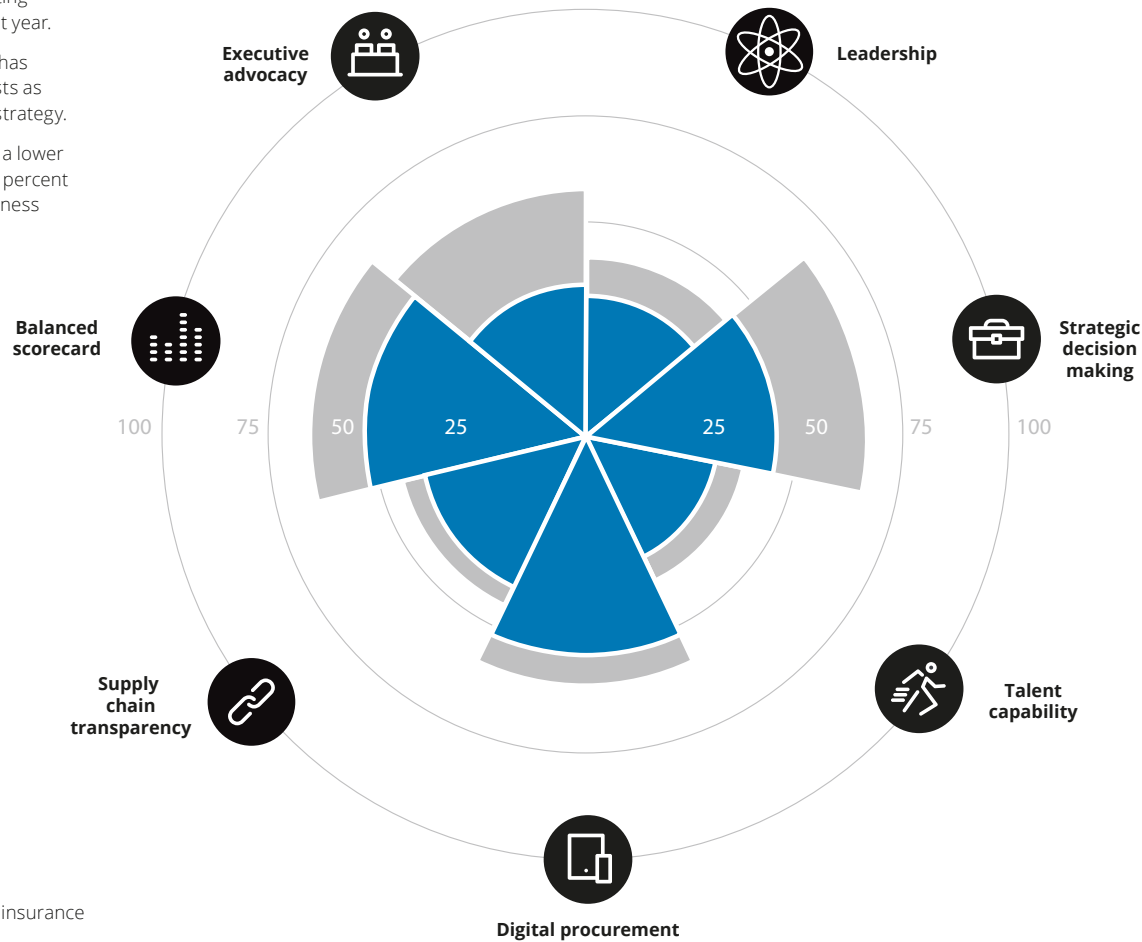 t year.
has
sts as
strategy.
a lower
percent
ness
Executive
advocacy
Leadership
Balanced
scorecard
Strategic
decision
making
100 75 50 25 25 50 75 100
Supply
chain
transparency
Talent
capability
Digital procurement
insurance